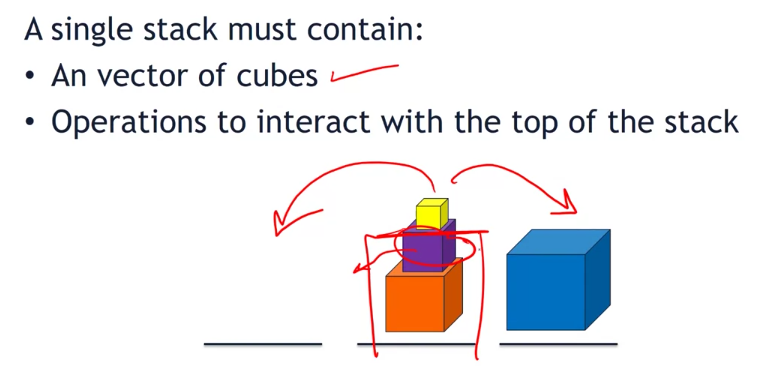 A single stack must contain:
• An vector of cubes
• Operations to interact with the top of the stack